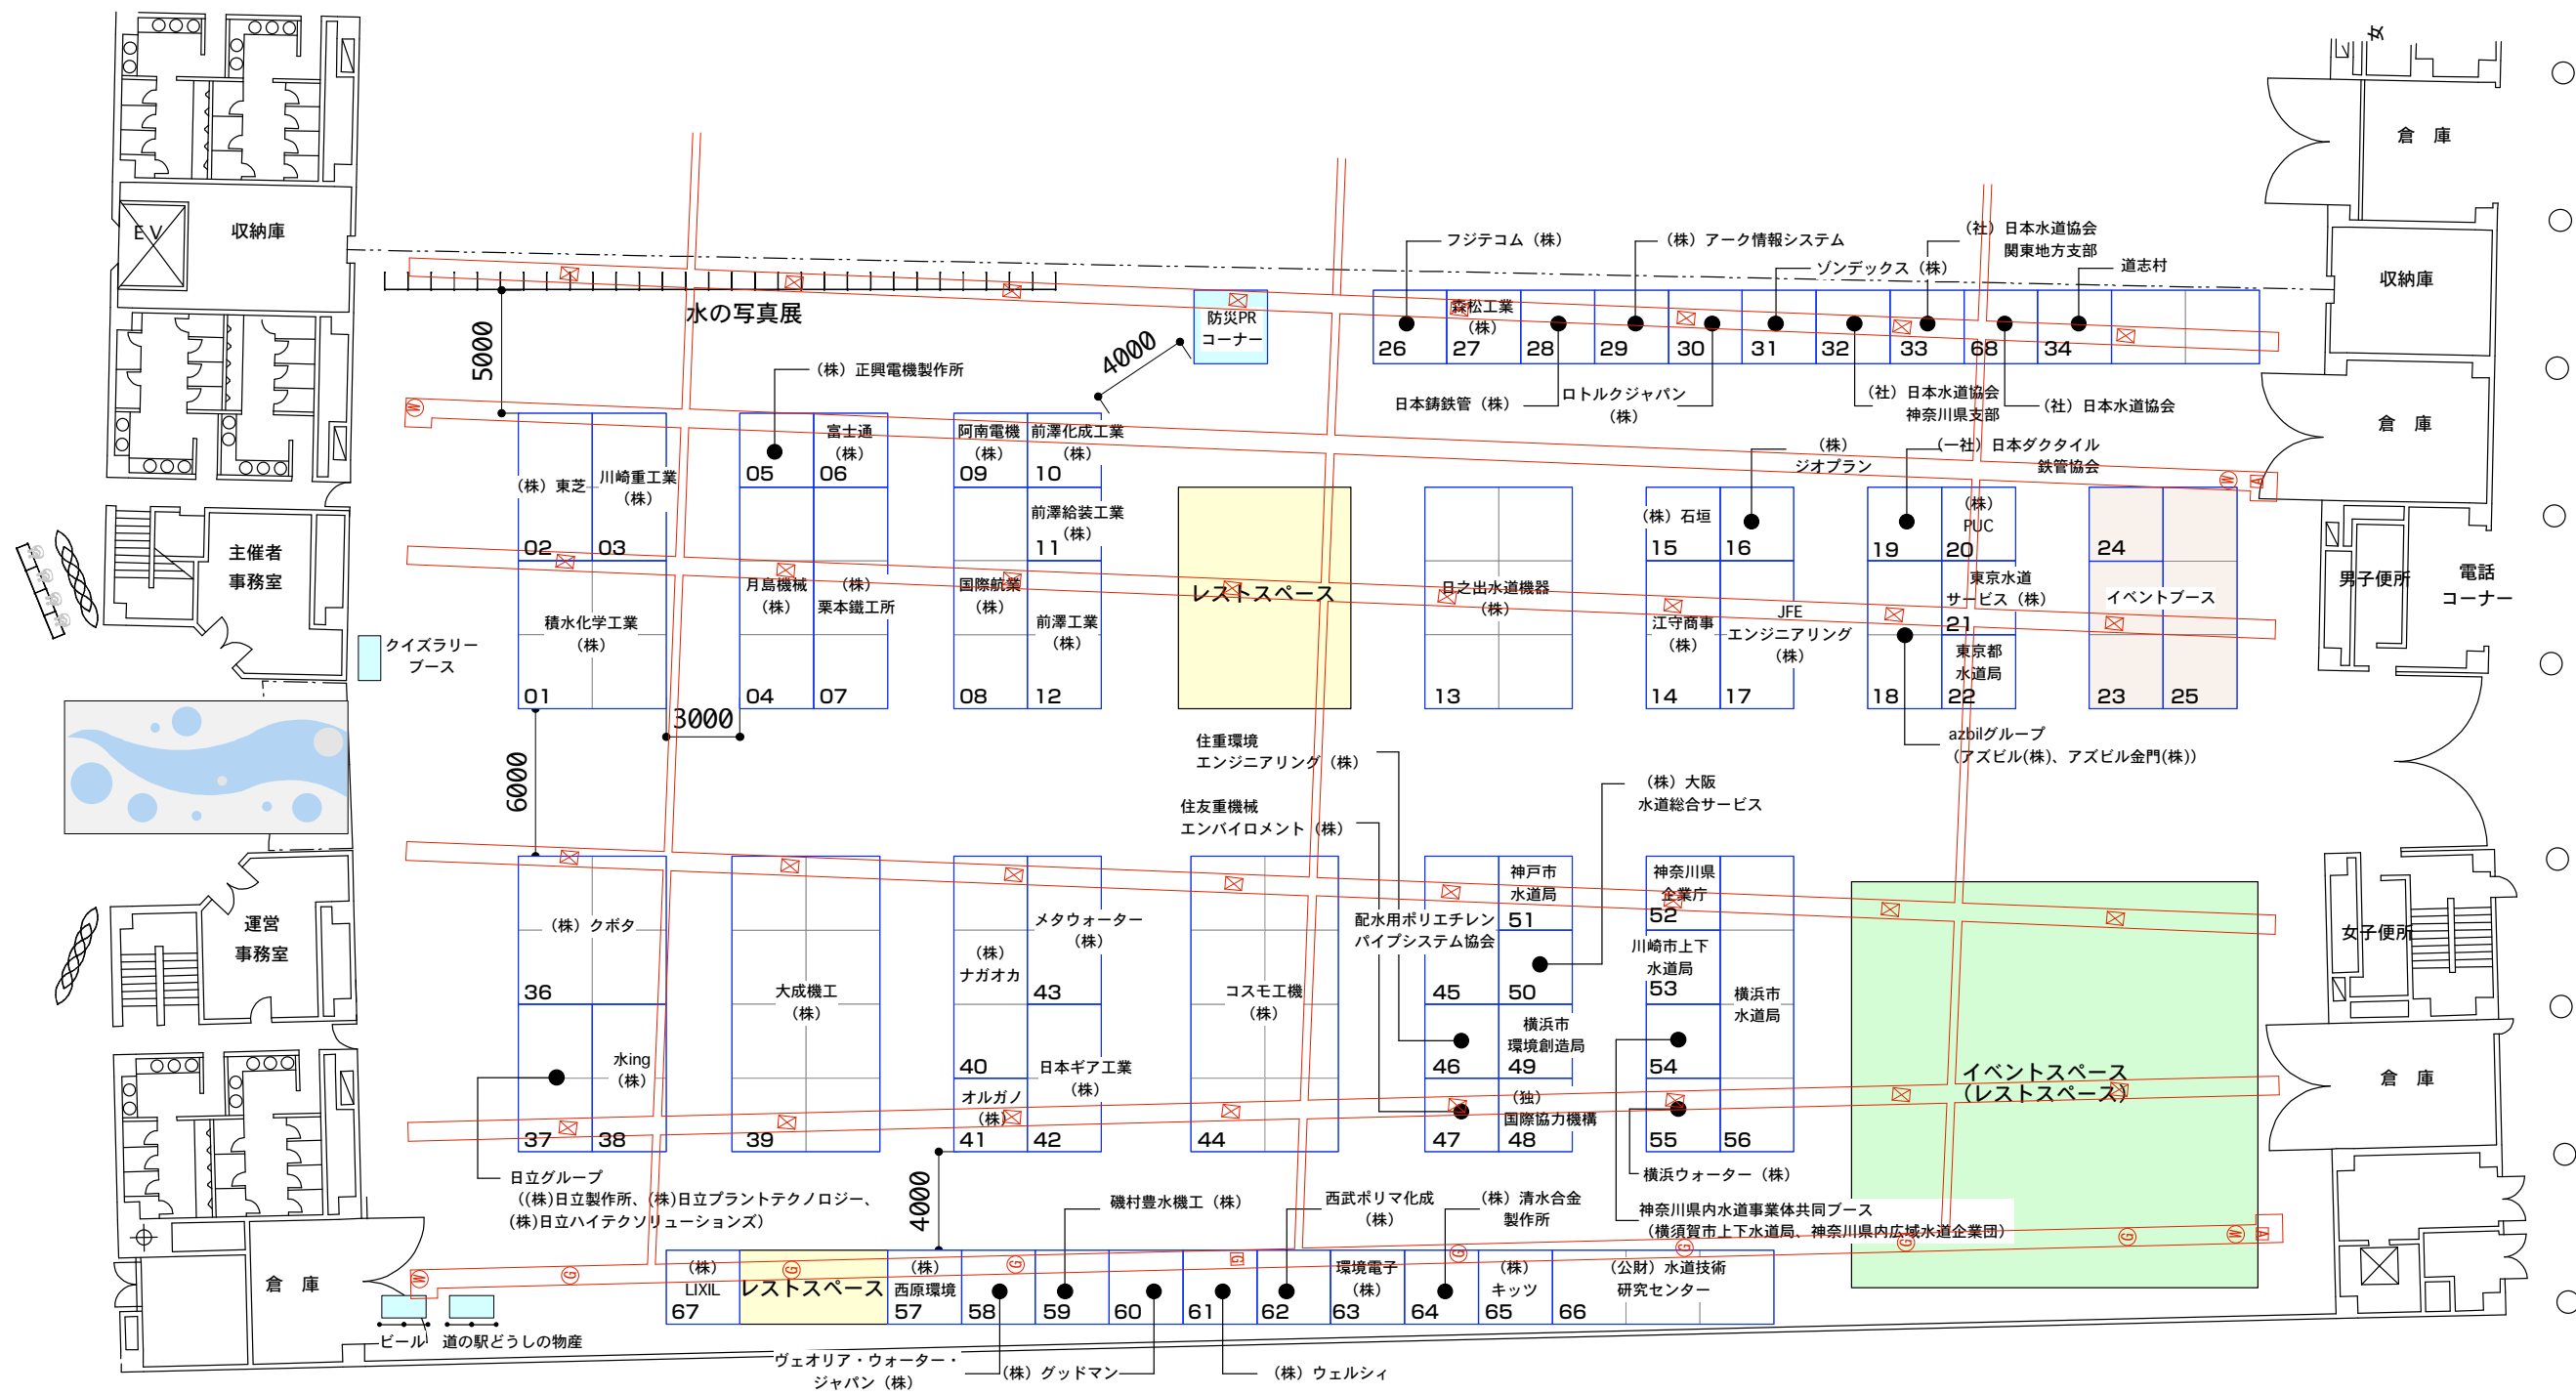 女
倉 庫
EV
収納庫
収納庫
フジテコム（株）
（株）アーク情報システム
（社）日本水道協会
関東地方支部
ゾンデックス（株）
道志村
水の写真展
防災PR
コーナー
森松工業
（株）
26
27
28
29
30
31
32
33
68
34
5000
4000
（株）正興電機製作所
日本鋳鉄管（株）
ロトルクジャパン
（株）
（社）日本水道協会
神奈川県支部
（社）日本水道協会
倉 庫
W
富士通
（株）
05
06
阿南電機
（株）
09
前澤化成工業
（株）
10
（株）
ジオプラン
（一社）日本ダクタイル
鉄管協会
W
A
（株）東芝
川崎重工業
（株）
02
03
前澤給装工業
（株）
11
（株）石垣
15
16
19
（株）
PUC
20
24
主催者
事務室
月島機械
（株）
（株）
栗本鐵工所
国際航業
（株）
レストスペース
日之出水道機器
（株）
東京水道
サービス（株）
21
イベントブース
男子便所
電話
コーナー
積水化学工業
（株）
前澤工業
（株）
江守商事
（株）
JFE
エンジニアリング
（株）
東京都
水道局
クイズラリー
ブース
01
04
07
08
12
13
14
17
18
22
23
25
3000
6000
住重環境
エンジニアリング（株）
azbilグループ
（アズビル(株)、アズビル金門(株)）
住友重機械
エンバイロメント（株）
（株）大阪
水道総合サービス
運営
事務室
（株）クボタ
36
メタウォーター
（株）
43
（株）
ナガオカ
40
配水用ポリエチレン
パイプシステム協会
45
神戸市
水道局
51
50
神奈川県
企業庁
52
川崎市上下
水道局
53
女子便所
大成機工
（株）
コスモ工機
（株）
横浜市
水道局
水ing
（株）
日本ギア工業
（株）
46
横浜市
環境創造局
49
54
イベントスペース
（レストスペース）
倉 庫
オルガノ
（株）
（独）
国際協力機構
37
38
39
41
42
44
47
48
55
56
日立グループ
（(株)日立製作所、(株)日立プラントテクノロジー、
(株)日立ハイテクソリューションズ）
4000
磯村豊水機工（株）
西武ポリマ化成
（株）
（株）清水合金
製作所
横浜ウォーター（株）
神奈川県内水道事業体共同ブース
（横須賀市上下水道局、神奈川県内広域水道企業団）
倉 庫
W
G
G
G
G
G
G
G
G
W
A
（株）
LIXIL
67
レストスペース
（株）
西原環境
57
58
59
60
61
62
環境電子
（株）
63
64
（株）
キッツ
65
（公財）水道技術
研究センター
66
ビール
道の駅どうしの物産
ヴェオリア・ウォーター・
ジャパン（株）
（株）グッドマン
（株）ウェルシィ